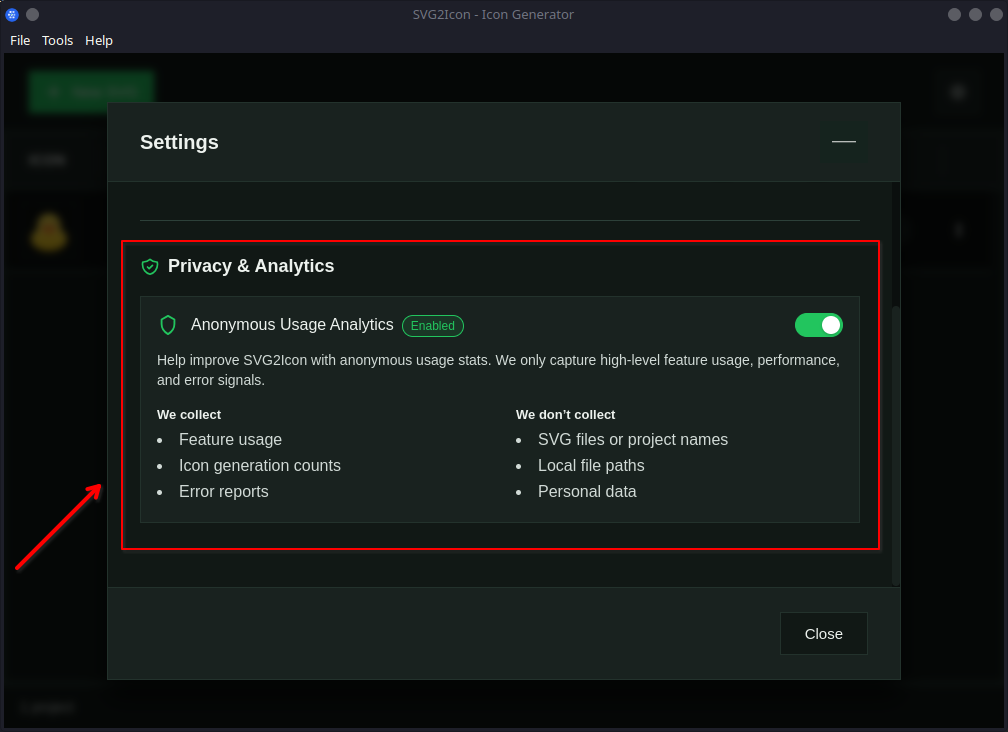 SVG2Icon - Icon Generator
File Tools Help
Settings
Privacy & Analytics
Anonymous Usage Analytics Enabled
Help improve SVG2Icon with anonymous usage stats. We only capture high-level feature usage, performance,
and error signals.
We collect
Feature usage
Icon generation counts
Error reports
We don’t collect
SVG files or project names
Local file paths
Personal data
Close